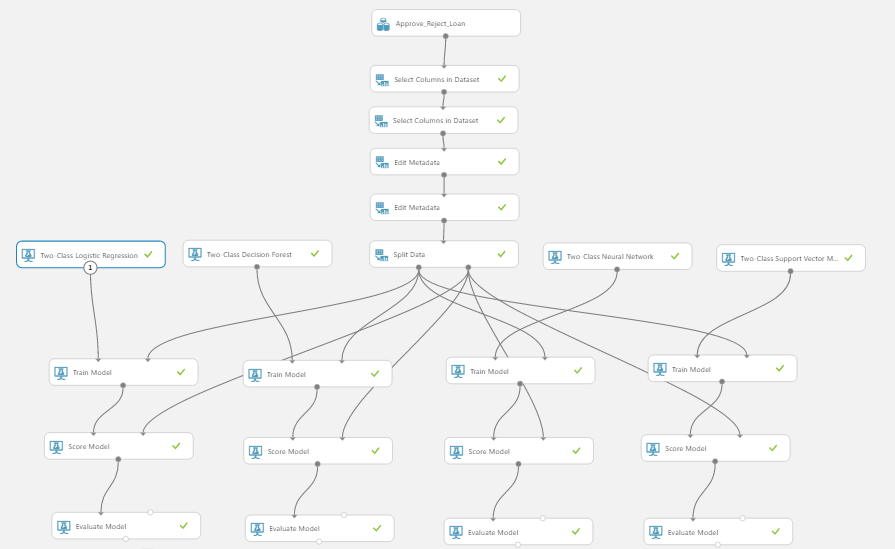 Approve_Reject_Loan
Select Columns in Dataset
Select Columns in Dataset
Edit Metadata
Edit Metadata
Two-Class Logistic Regression
Two-Class Decision Forest
Split Data
Two-Class Neural Network
Two-Class Support Vector M...
1
Train Model
Train Model
Train Model
Train Model
Score Model
Score Model
Score Model
Score Model
Evaluate Model
Evaluate Model
Evaluate Model
Evaluate Model